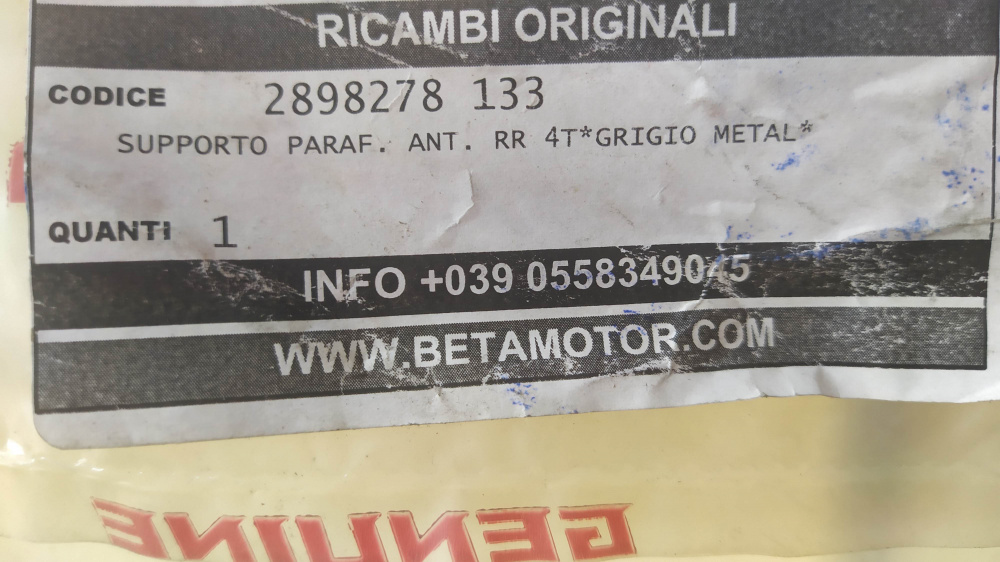 RICAMBI ORIGINALI
CODICE 2898278 133
SUPPORTO PARAF. ANT. RR 4T*GRIGIO METAL*
QUANTI 1
INFO +039 0558349045
WWW.BETAMOTOR.COM
GENUINE